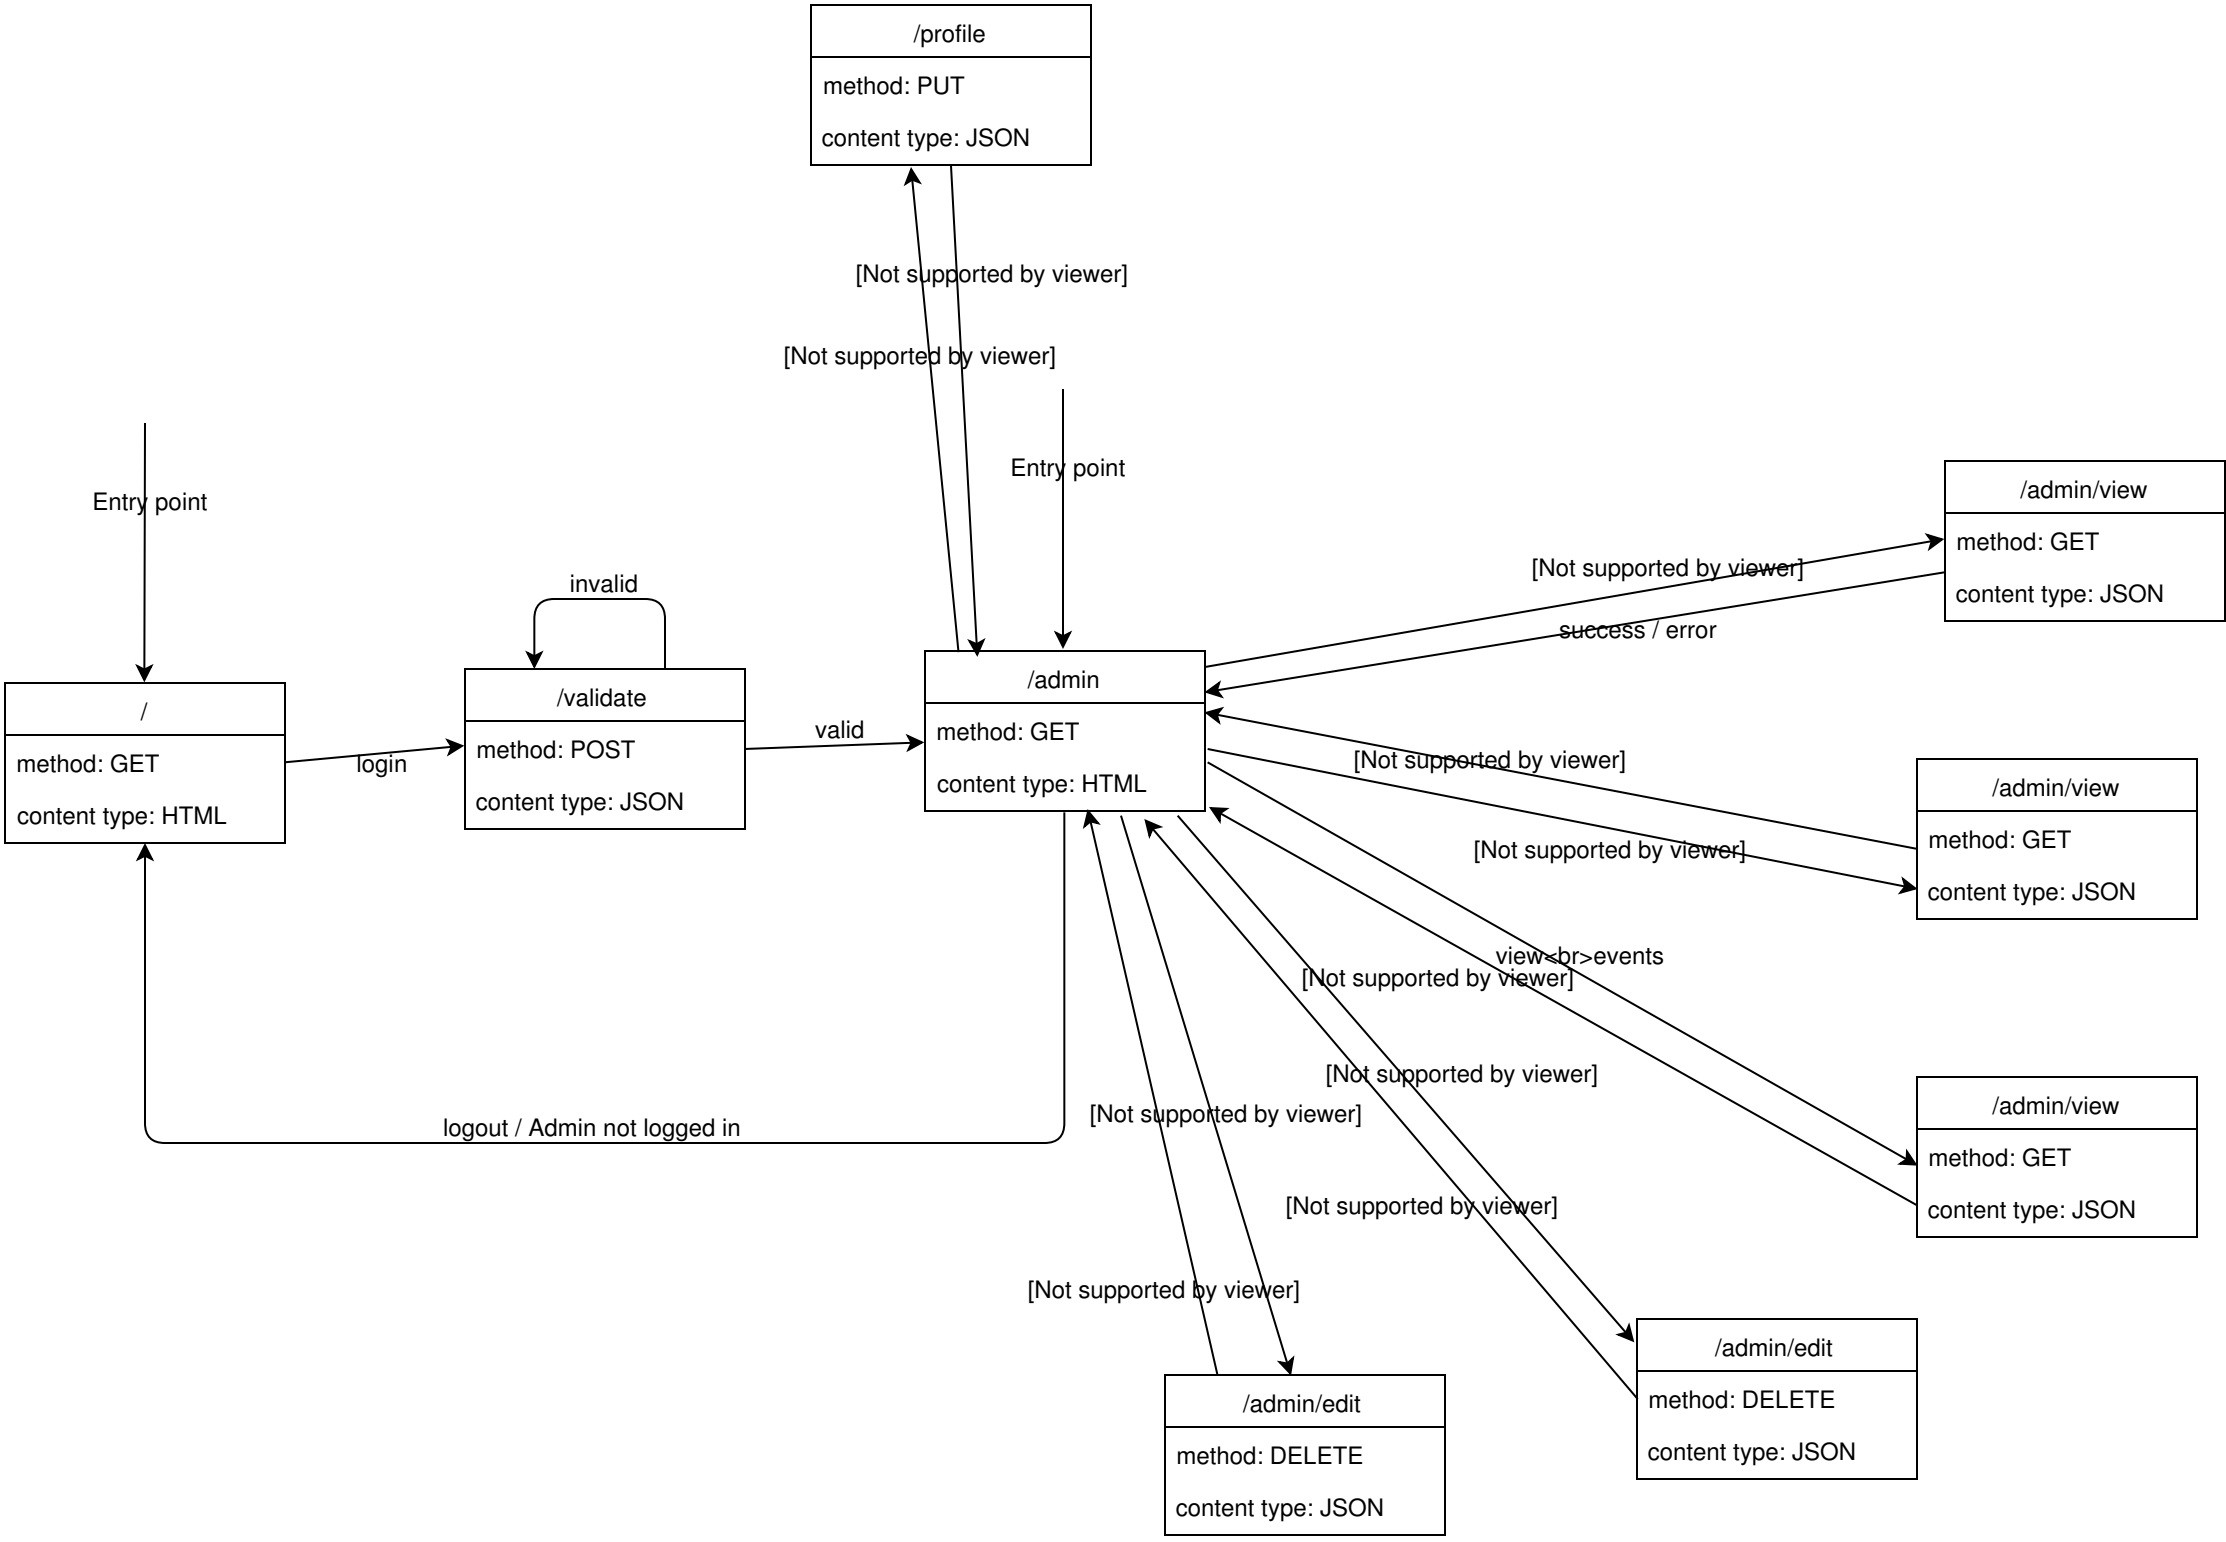 /profile
method: PUT
content type: JSON
[Not supported by viewer]
[Not supported by viewer]
Entry point
Entry point
/admin/view
method: GET
content type: JSON
[Not supported by viewer]
success / error
invalid
/
method: GET
content type: HTML
login
/validate
method: POST
content type: JSON
valid
/admin
method: GET
content type: HTML
[Not supported by viewer]
[Not supported by viewer]
/admin/view
method: GET
content type: JSON
view<br>events
[Not supported by viewer]
[Not supported by viewer]
[Not supported by viewer]
logout / Admin not logged in
/admin/view
method: GET
content type: JSON
[Not supported by viewer]
[Not supported by viewer]
/admin/edit
method: DELETE
content type: JSON
/admin/edit
method: DELETE
content type: JSON